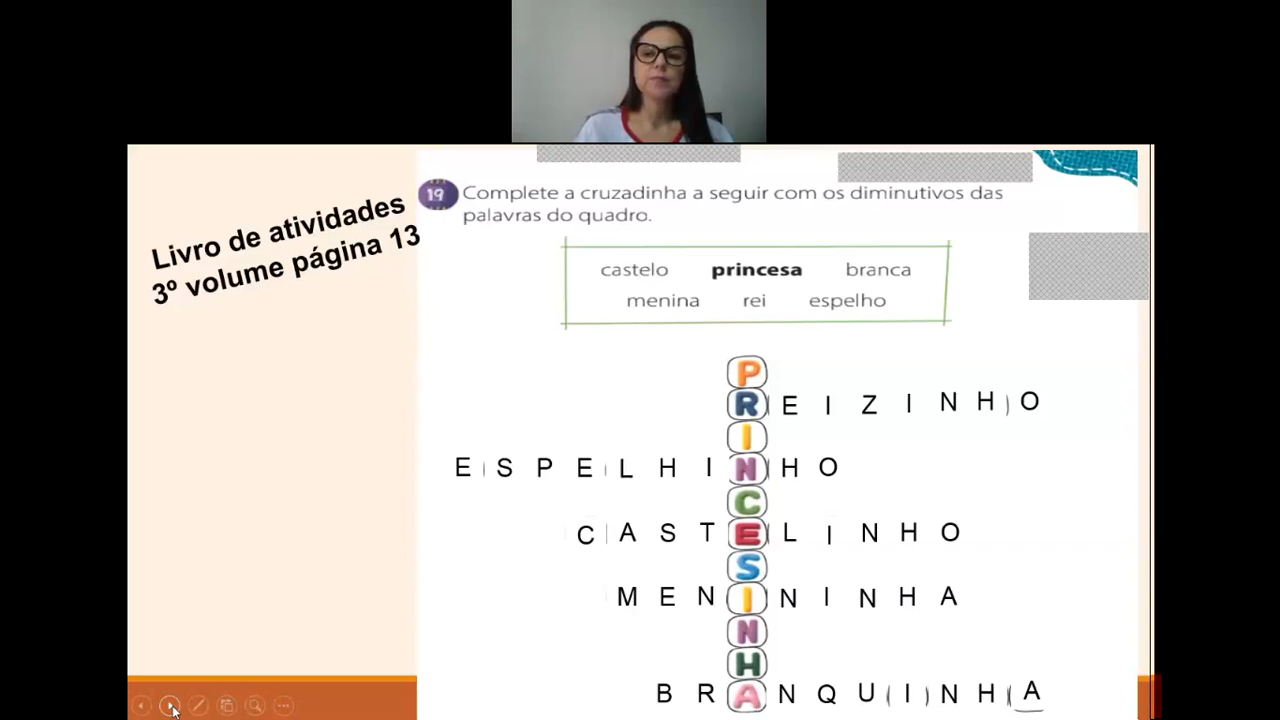 Livro de atividades
3º volume página 13
19 Complete a cruzadinha a seguir com os diminutivos das
palavras do quadro.
castelo princesa branca
menina rei espelho
P
R E I Z I N H O
I
E S P E L H I N H O
C
C A S T E L I N H O
S
M E N I N I N H A
N
H
B R A N Q U I N H A